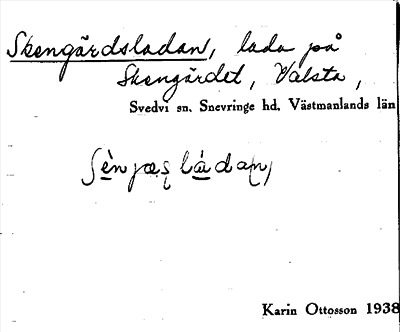 Skengärdsladan, lada på
Skengärdet, Valsta,
Svedvi sn. Snevringe hd. Västmanlands län
Karin Ottosson 1938